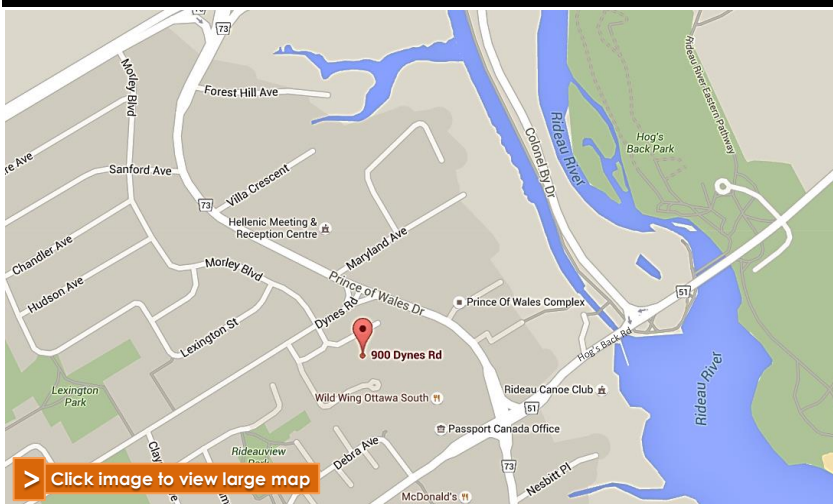 73
Morley Blvd
Forest Hill Ave
Rideau River Eastern Pathway
Colonel By Dr
Rideau River
Hog's
Back Park
Sanford Ave
Villa Crescent
73
Hellenic Meeting &
Reception Centre
Chandler Ave
Maryland Ave
Morley Blvd
Hudson Ave
Prince of Wales Dr
51
Prince Of Wales Complex
Dynes Rd
Lexington St
900 Dynes Rd
Hog's Back Rd
Rideau River
Lexington
Park
Wild Wing Ottawa South
Rideau Canoe Club
51
Passport Canada Office
Rideauview
Debra Ave
73
Nesbitt Pl
> Click image to view large map
McDonald's